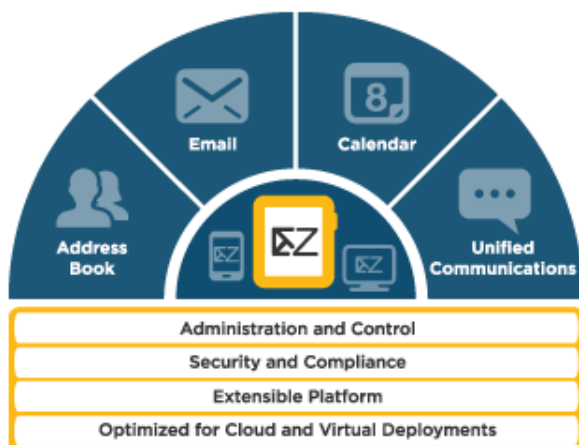 Email
8
Calendar
Address
Book
Unified
Communications
Z
Z
Z
Administration and Control
Security and Compliance
Extensible Platform
Optimized for Cloud and Virtual Deployments